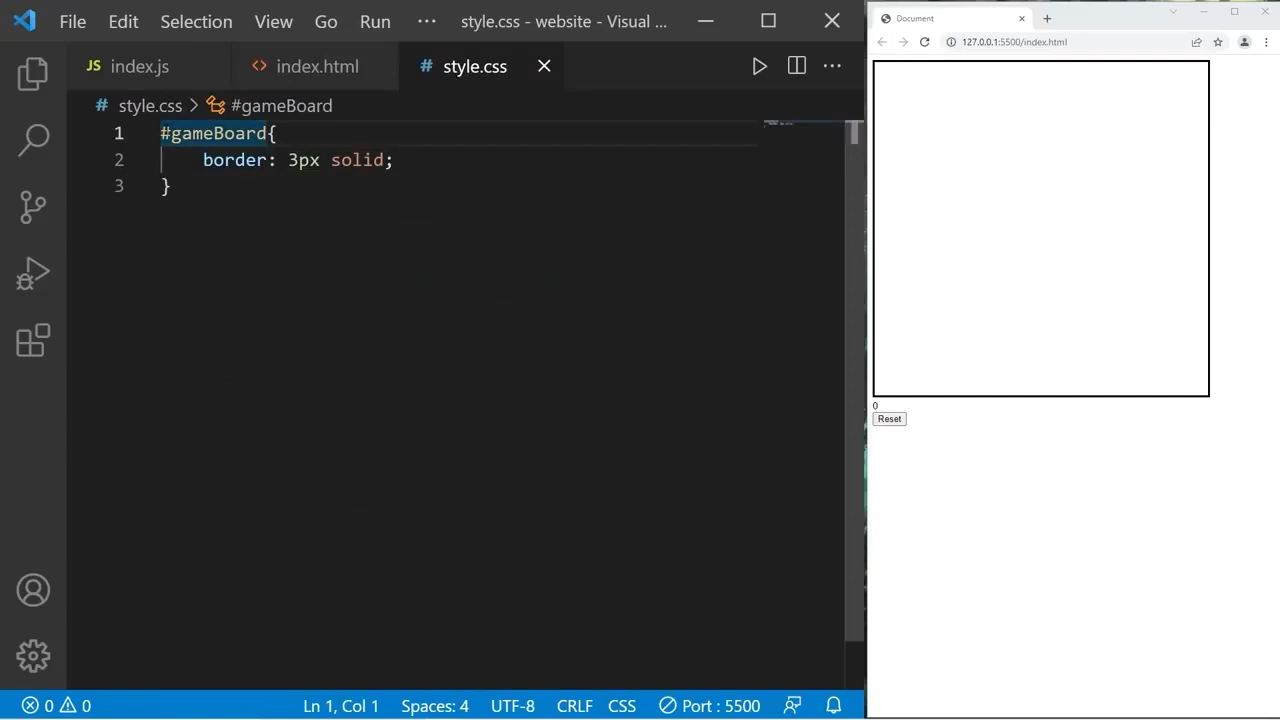 File Edit Selection View Go Run ··· style.css - website - Visual ...
JS index.js <> index.html # style.css
# style.css > #gameBoard
1 #gameBoard{
2 border: 3px solid;
3 }
0 0 Ln 1, Col 1 Spaces: 4 UTF-8 CRLF CSS Port : 5500
Document
127.0.0.1:5500/index.html
0
Reset